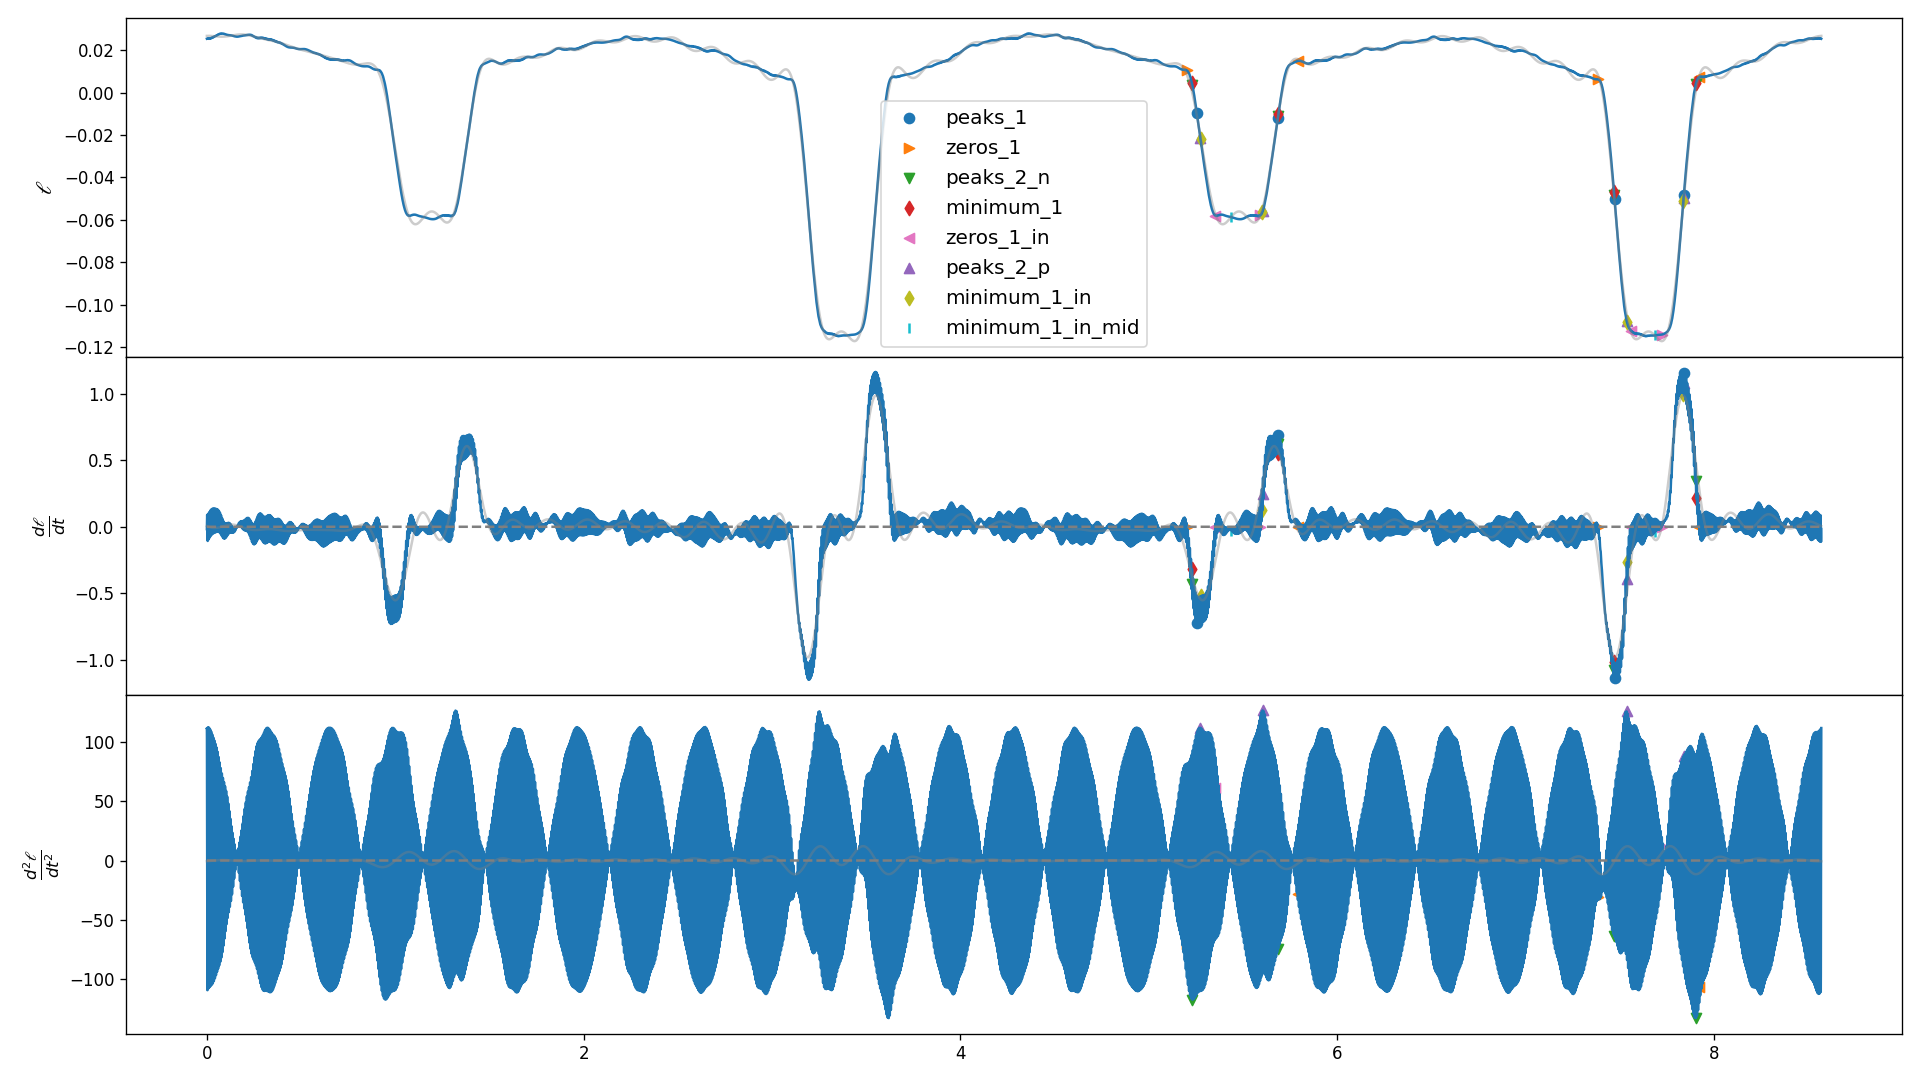 0.02
0.00
−0.02
−0.04
−0.06
−0.08
−0.10
−0.12
ℓ
peaks_1
zeros_1
peaks_2_n
minimum_1
zeros_1_in
peaks_2_p
minimum_1_in
minimum_1_in_mid
1.0
0.5
0.0
−0.5
−1.0
dℓ/dt
100
50
0
−50
−100
d²ℓ/dt²
0 2 4 6 8